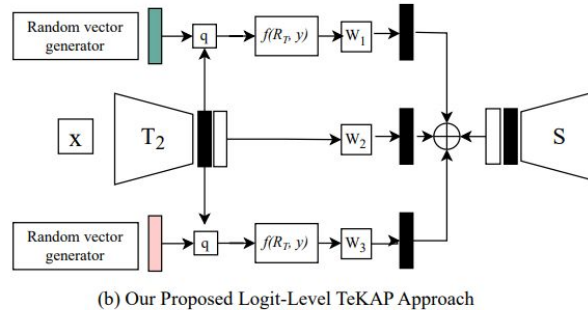 Random vector
generator
q
f(R_T, y)
W_1
X
T_2
W_2
S
Random vector
generator
q
f(R_T, y)
W_3
(b) Our Proposed Logit-Level TeKAP Approach